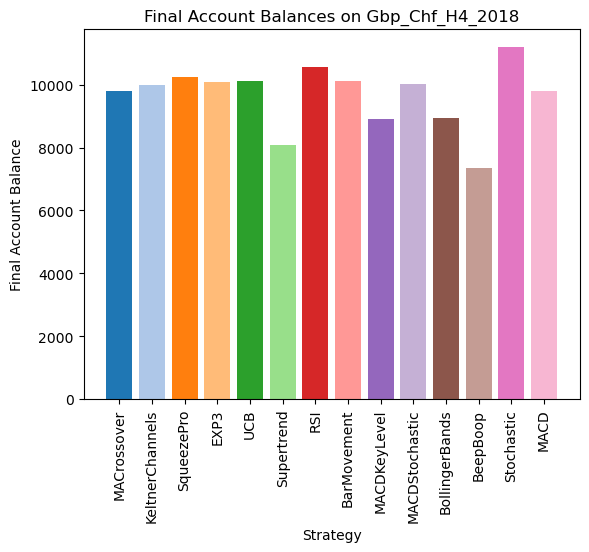 Final Account Balances on Gbp_Chf_H4_2018
Final Account Balance
10000
8000
6000
4000
2000
0
MACrossover
KeltnerChannels
SqueezePro
EXP3
UCB
Supertrend
RSI
BarMovement
MACDKeyLevel
MACDStochastic
BollingerBands
BeepBoop
Stochastic
MACD
Strategy